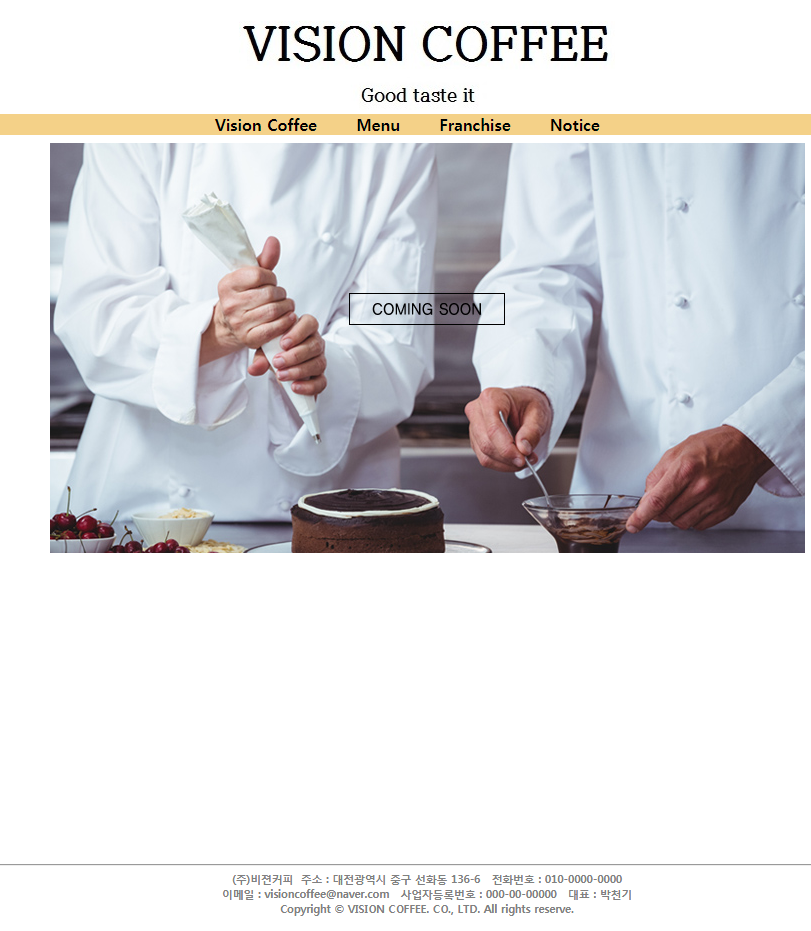 VISION COFFEE
Good taste it
Vision Coffee Menu Franchise Notice
COMING SOON
(주)비젼커피 주소 : 대전광역시 중구 선화동 136-6 전화번호 : 010-0000-0000
이메일 : visioncoffee@naver.com 사업자등록번호 : 000-00-00000 대표 : 박천기
Copyright © VISION COFFEE. CO., LTD. All rights reserve.